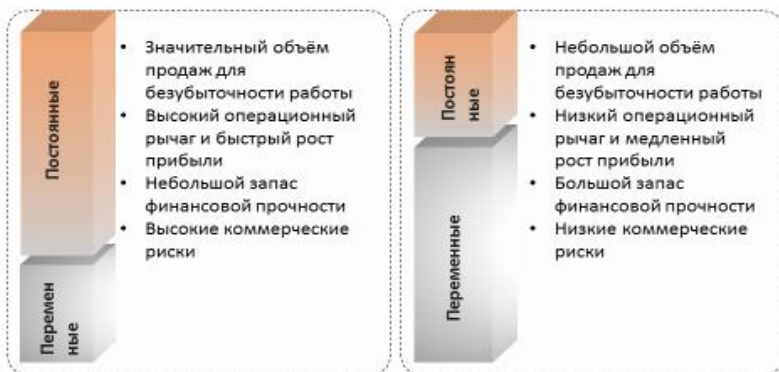 Постоянные
Перемен
ные
• Значительный объём
продаж для
безубыточности работы
• Высокий операционный
рычаг и быстрый рост
прибыли
• Небольшой запас
финансовой прочности
• Высокие коммерческие
риски
Постоян
ные
Переменные
• Небольшой объём
продаж для
безубыточности работы
• Низкий операционный
рычаг и медленный
рост прибыли
• Большой запас
финансовой прочности
• Низкие коммерческие
риски